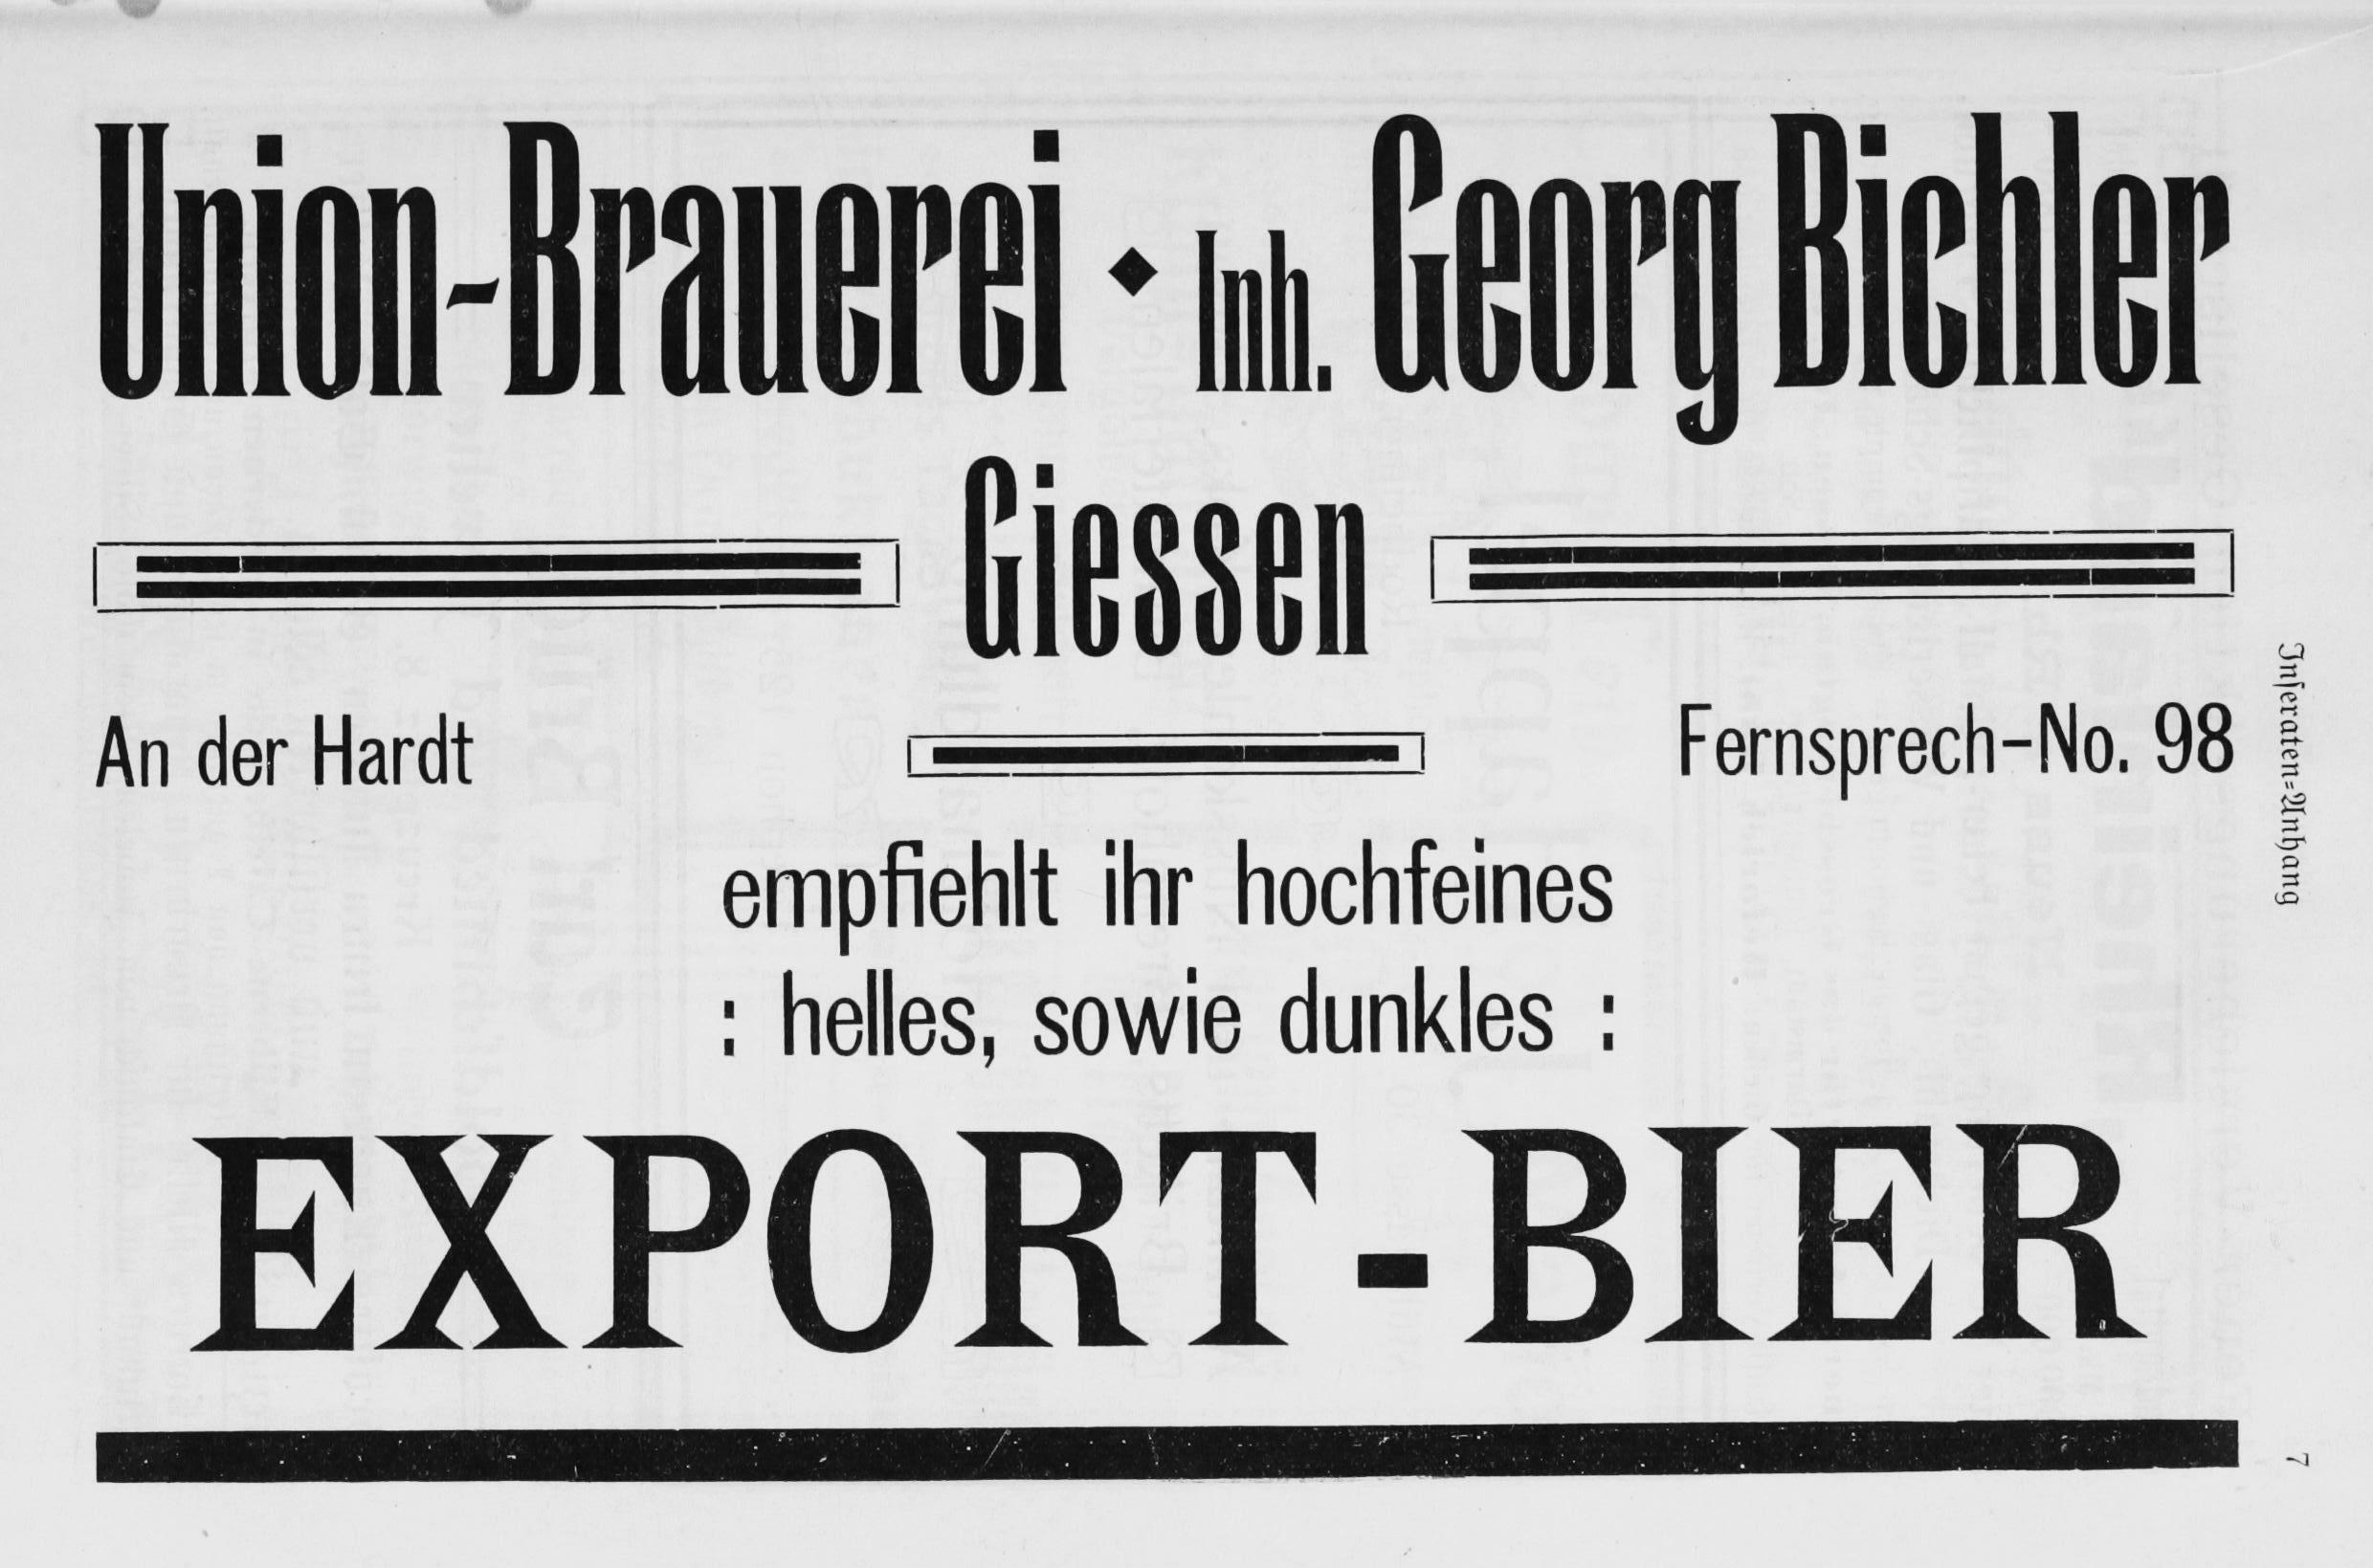 Union-Brauerei ◆ Inh. Georg Bichler
Giessen
An der Hardt
Fernsprech-No. 98
empfiehlt ihr hochfeines
: helles, sowie dunkles :
EXPORT-BIER
Inseraten=Anhang
7